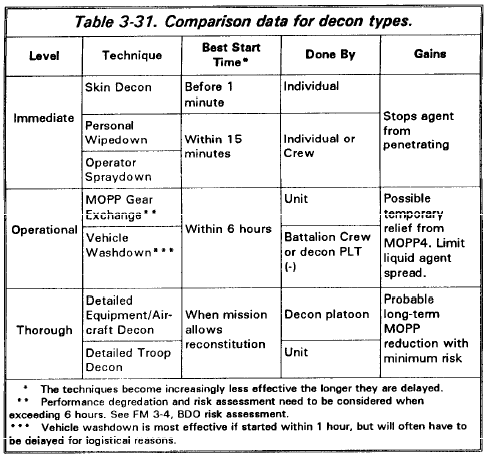 Table 3-31. Comparison data for decon types.
Level
Technique
Best Start
Time*
Done By
Gains
Immediate
Skin Decon
Before 1
minute
Individual
Stops agent
from
penetrating
Personal
Wipedown
Within 15
minutes
Individual or
Crew
Operator
Spraydown
Operational
MOPP Gear
Exchange**
Within 6 hours
Unit
Possible
temporary
relief from
MOPP4. Limit
liquid agent
spread.
Vehicle
Washdown***
Battalion Crew
or decon PLT
(-)
Thorough
Detailed
Equipment/Air-
craft Decon
When mission
allows
reconstitution
Decon platoon
Probable
long-term
MOPP
reduction with
minimum risk
Detailed Troop
Decon
Unit
* The techniques become increasingly less effective the longer they are delayed.
** Performance degredation and risk assessment need to be considered when
exceeding 6 hours. See FM 3-4, BDO risk assessment.
*** Vehicle washdown is most effective if started within 1 hour, but will often have to
be delayed for logistical reasons.